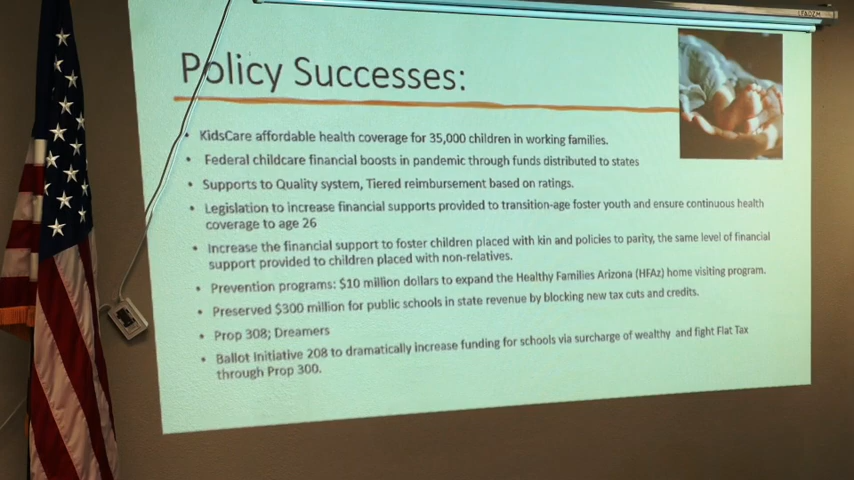 Policy Successes:
• KidsCare affordable health coverage for 35,000 children in working families.
• Federal childcare financial boosts in pandemic through funds distributed to states
• Supports to Quality system, Tiered reimbursement based on ratings.
• Legislation to increase financial supports provided to transition-age foster youth and ensure continuous health
coverage to age 26
• Increase the financial support to foster children placed with kin and policies to parity, the same level of financial
support provided to children placed with non-relatives.
• Prevention programs: $10 million dollars to expand the Healthy Families Arizona (HFAz) home visiting program.
• Preserved $300 million for public schools in state revenue by blocking new tax cuts and credits.
• Prop 308; Dreamers
• Ballot Initiative 208 to dramatically increase funding for schools via surcharge of wealthy and fight Flat Tax
through Prop 300.